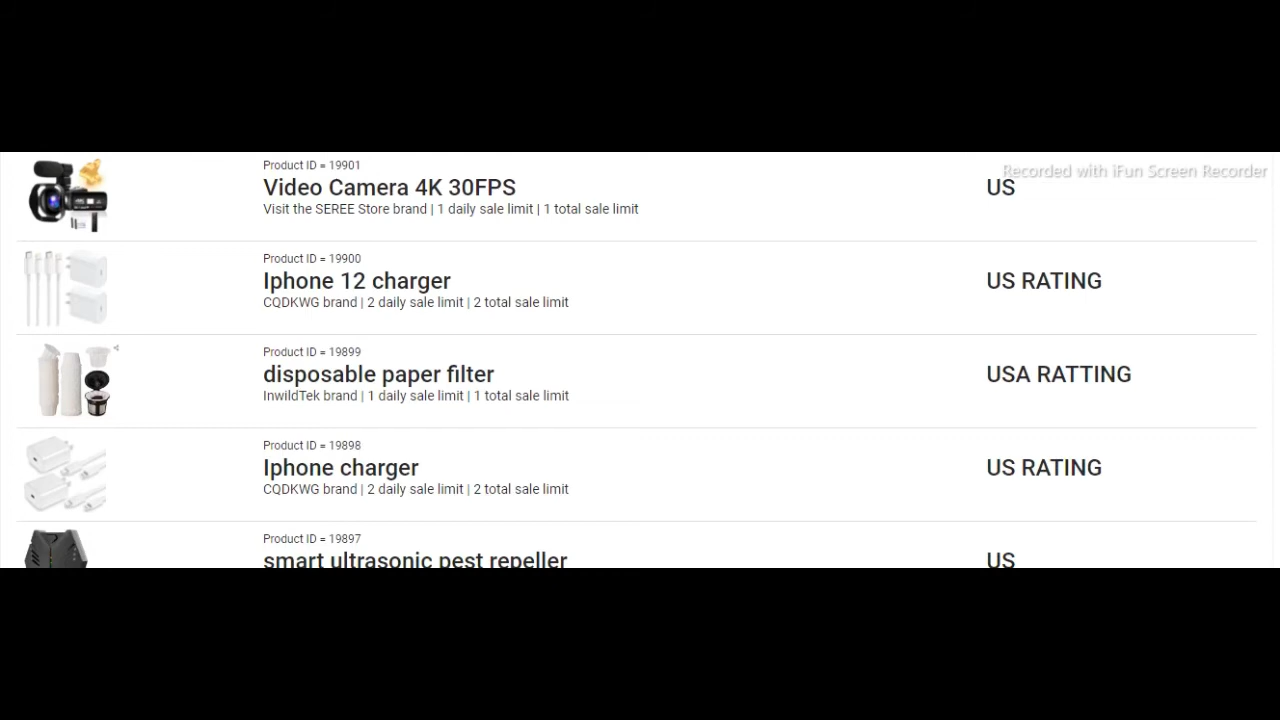 Recorded with iFun Screen Recorder
Product ID = 19901
Video Camera 4K 30FPS
US
Visit the SEREE Store brand | 1 daily sale limit | 1 total sale limit
Product ID = 19900
Iphone 12 charger
US RATING
CQDKWG brand | 2 daily sale limit | 2 total sale limit
Product ID = 19899
disposable paper filter
USA RATTING
InwildTek brand | 1 daily sale limit | 1 total sale limit
Product ID = 19898
Iphone charger
US RATING
CQDKWG brand | 2 daily sale limit | 2 total sale limit
Product ID = 19897
smart ultrasonic pest repeller
US